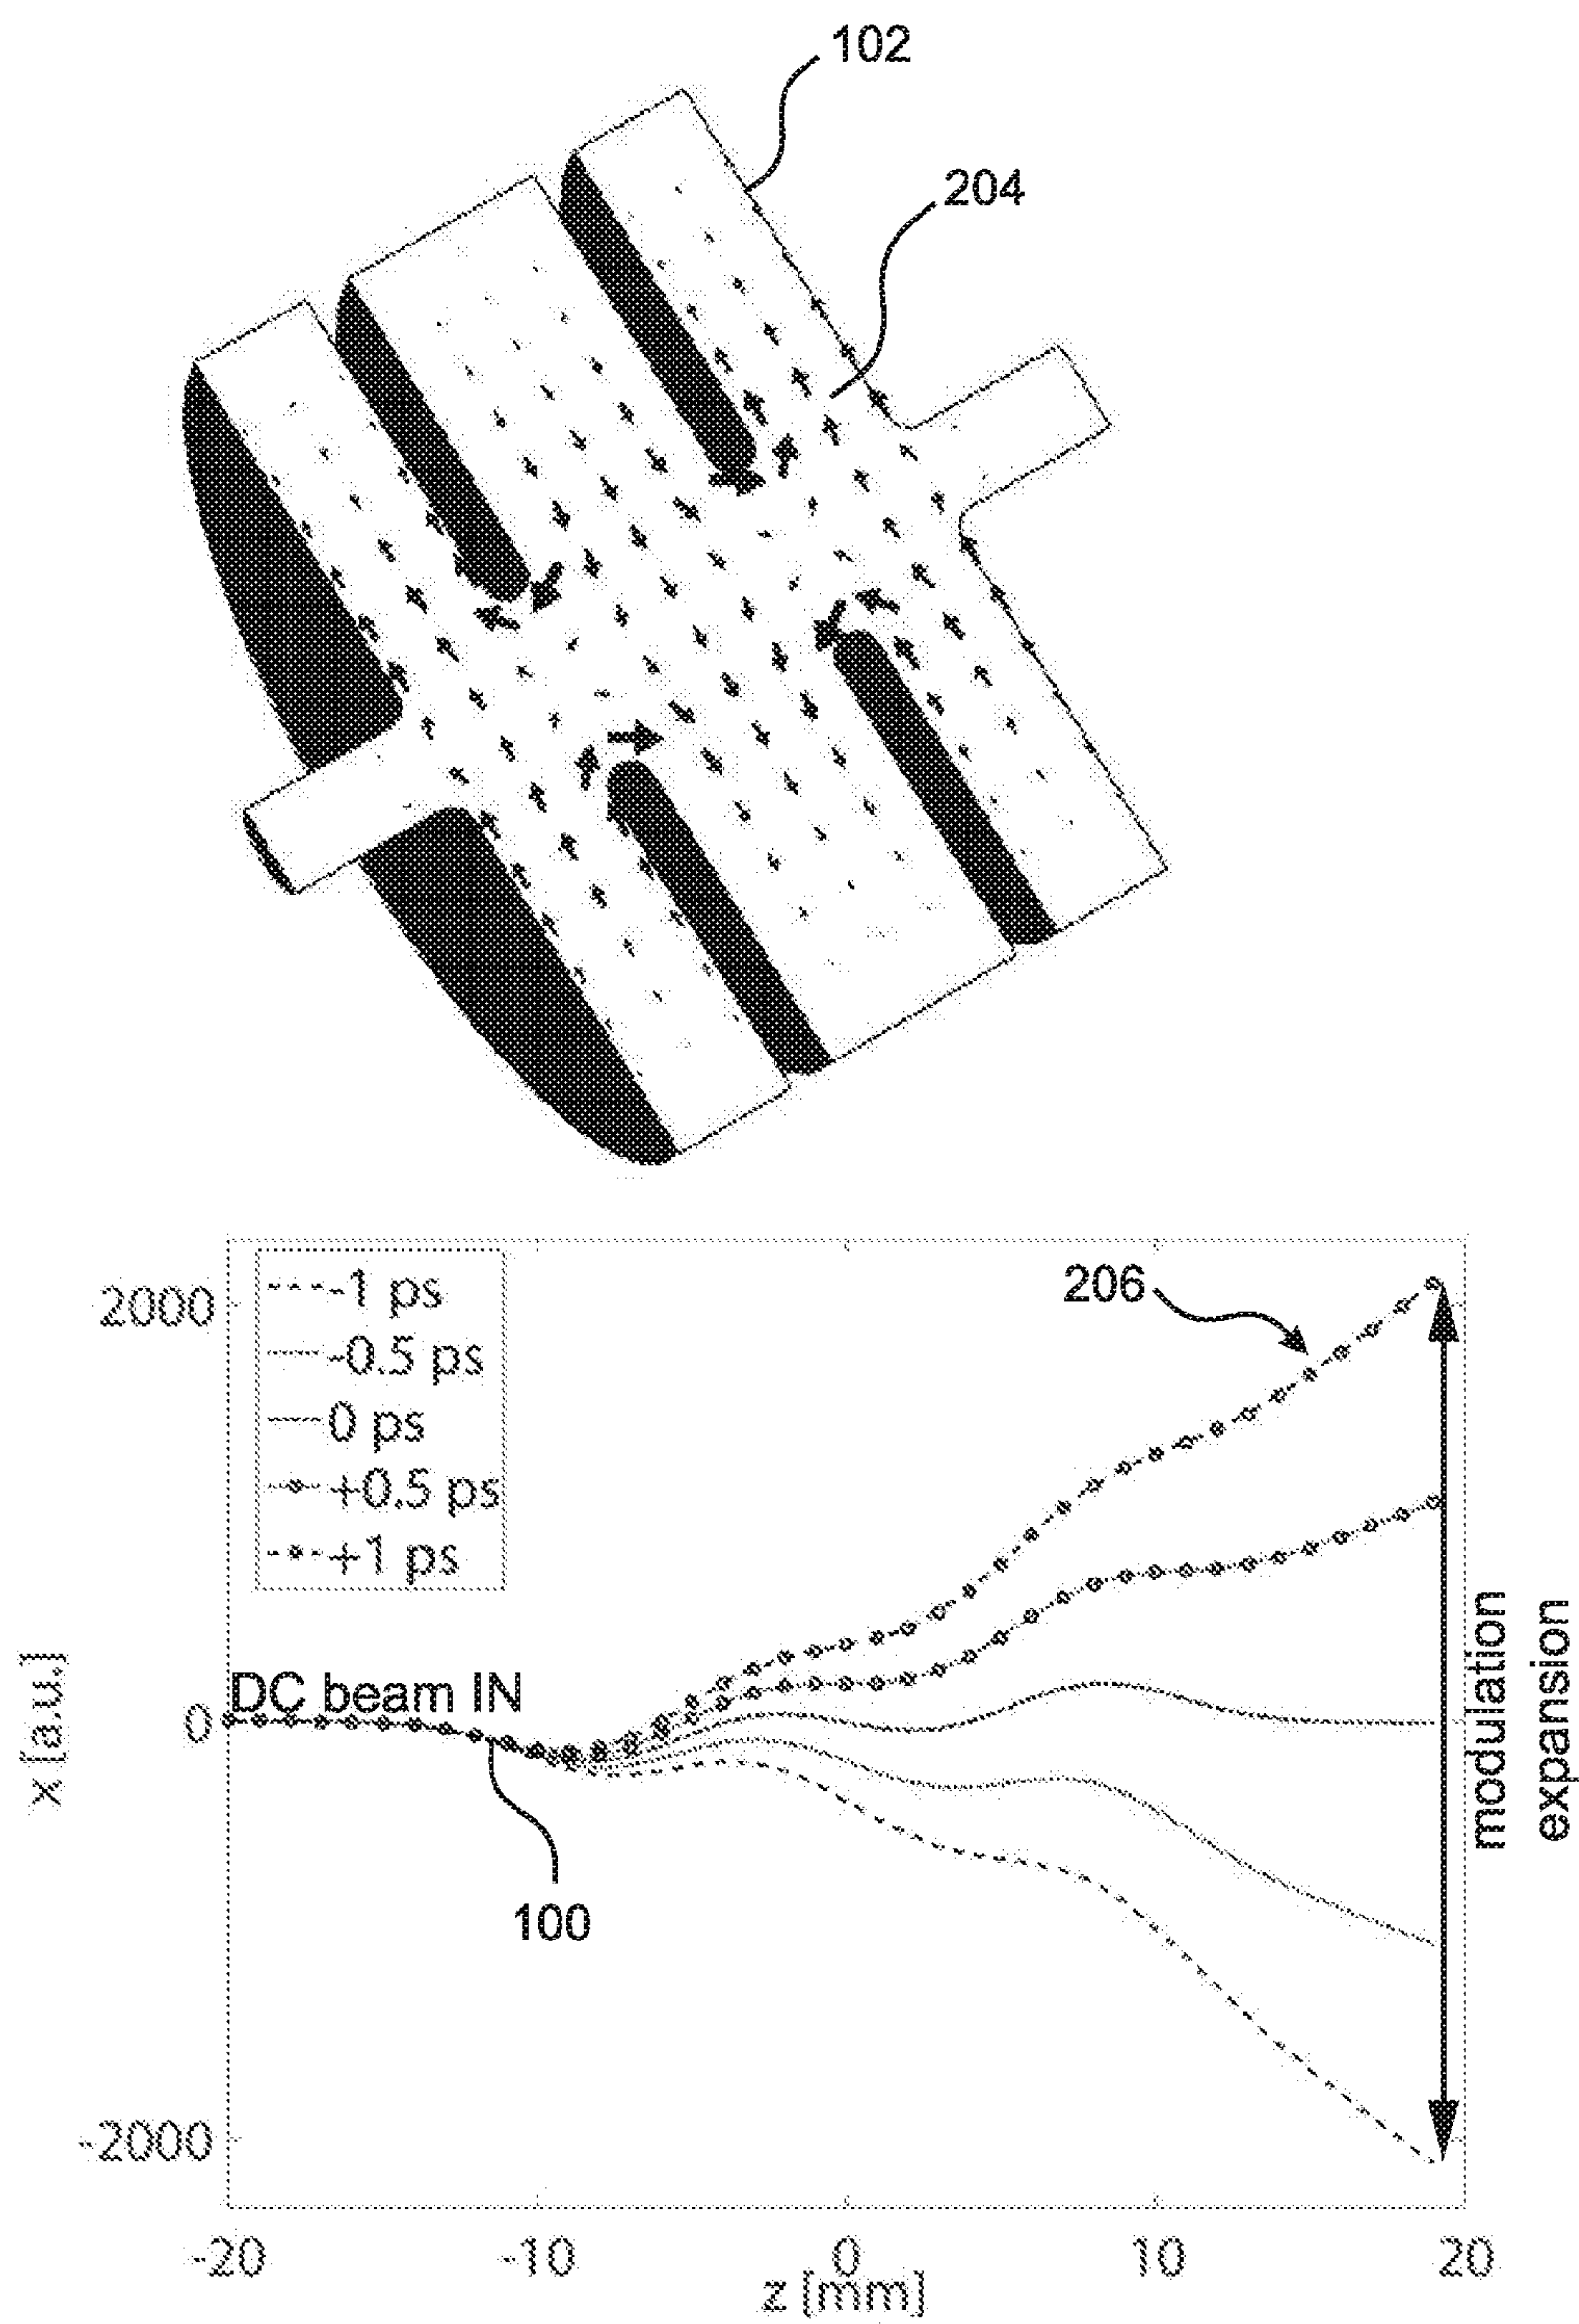 102
204
2000
0
-2000
x [a.u.]
-1 ps
-0.5 ps
0 ps
+0.5 ps
+1 ps
206
DC beam IN
100
modulation
expansion
-20
-10
0
10
20
z [mm]